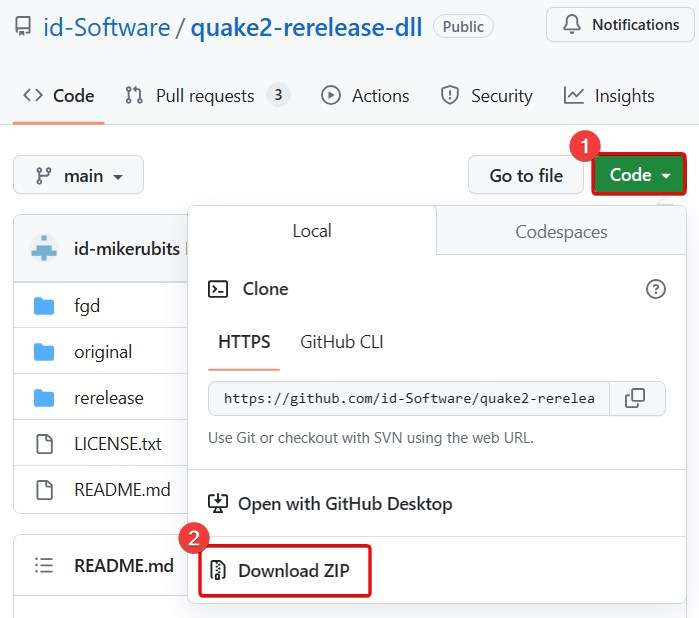 id-Software / quake2-rerelease-dll Public Notifications
Code Pull requests 3 Actions Security Insights
1
main Go to file Code
Local Codespaces
id-mikerubits
Clone
fgd
HTTPS GitHub CLI
original
rerelease
https://github.com/id-Software/quake2-rerelea
LICENSE.txt
Use Git or checkout with SVN using the web URL.
README.md
Open with GitHub Desktop
2
README.md
Download ZIP